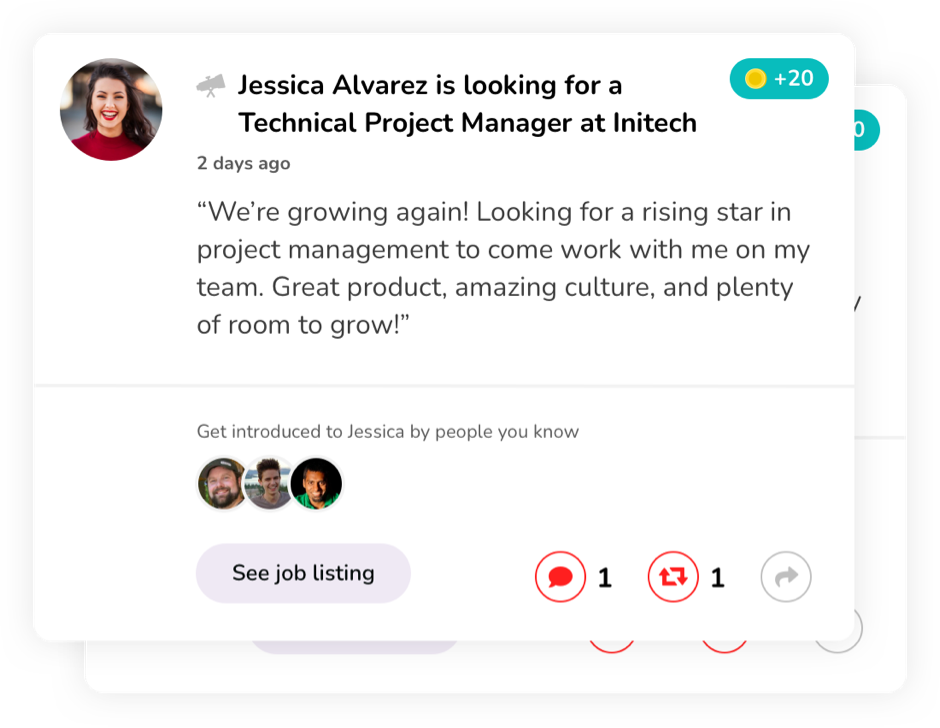 Jessica Alvarez is looking for a
+20
Technical Project Manager at Initech
2 days ago
“We’re growing again! Looking for a rising star in
project management to come work with me on my
team. Great product, amazing culture, and plenty
of room to grow!”
Get introduced to Jessica by people you know
See job listing
1
1